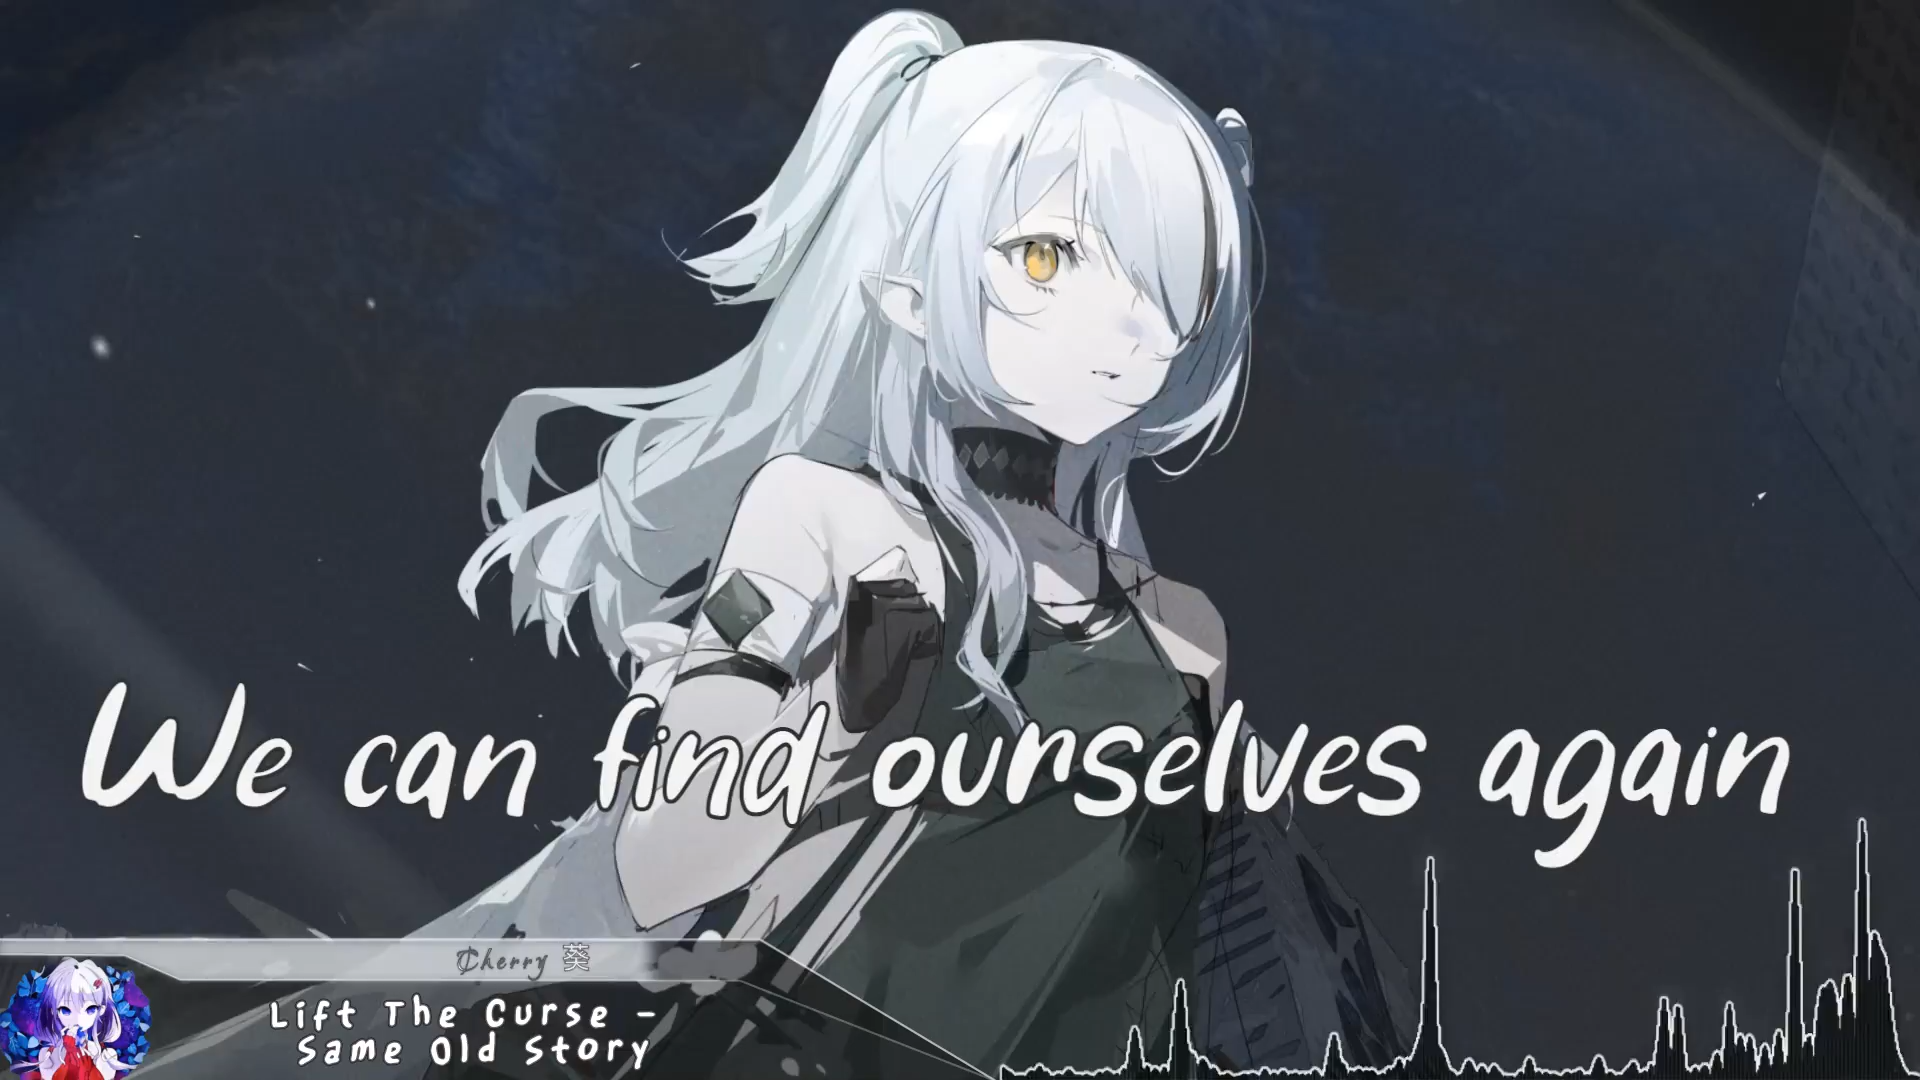 We can find ourselves again
Cherry 葵
Lift The Curse -
Same Old Story